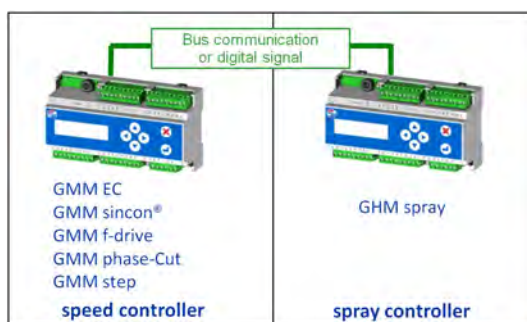 Bus communication
or digital signal
GMM EC
GMM sincon®
GMM f-drive
GMM phase-Cut
GMM step
speed controller
GHM spray
spray controller